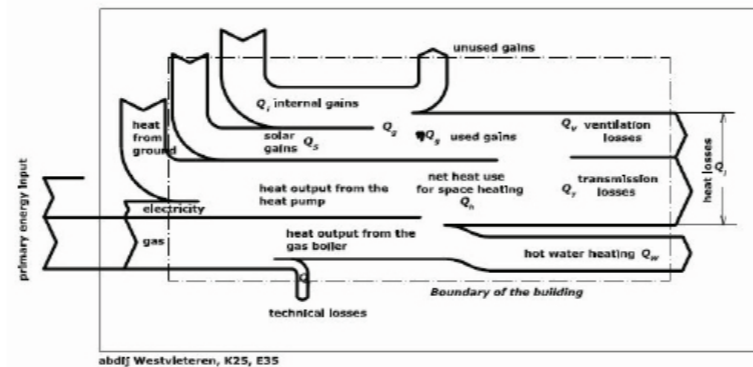 unused gains
Qi internal gains
heat from ground
solar gains Qs
Qg
Qg used gains
Qv ventilation losses
heat losses Ql
primary energy input
electricity
gas
heat output from the heat pump
net heat use for space heating Qh
QT transmission losses
heat output from the gas boiler
hot water heating Qw
Boundary of the building
technical losses
abdij Westvleteren, K25, E35